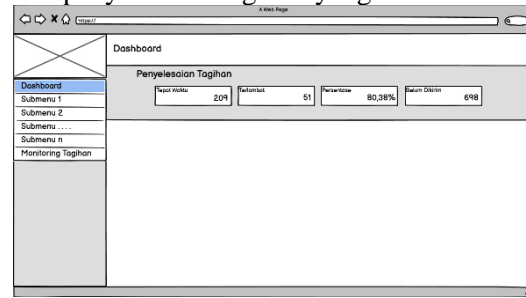 A Web Page
https://
Dashboard
Penyelesaian Tagihan
Tepat Waktu
209
Terlambat
51
Persentase
80,38%
Belum Dikirim
698
Dashboard
Submenu 1
Submenu 2
Submenu ....
Submenu n
Monitoring Tagihan